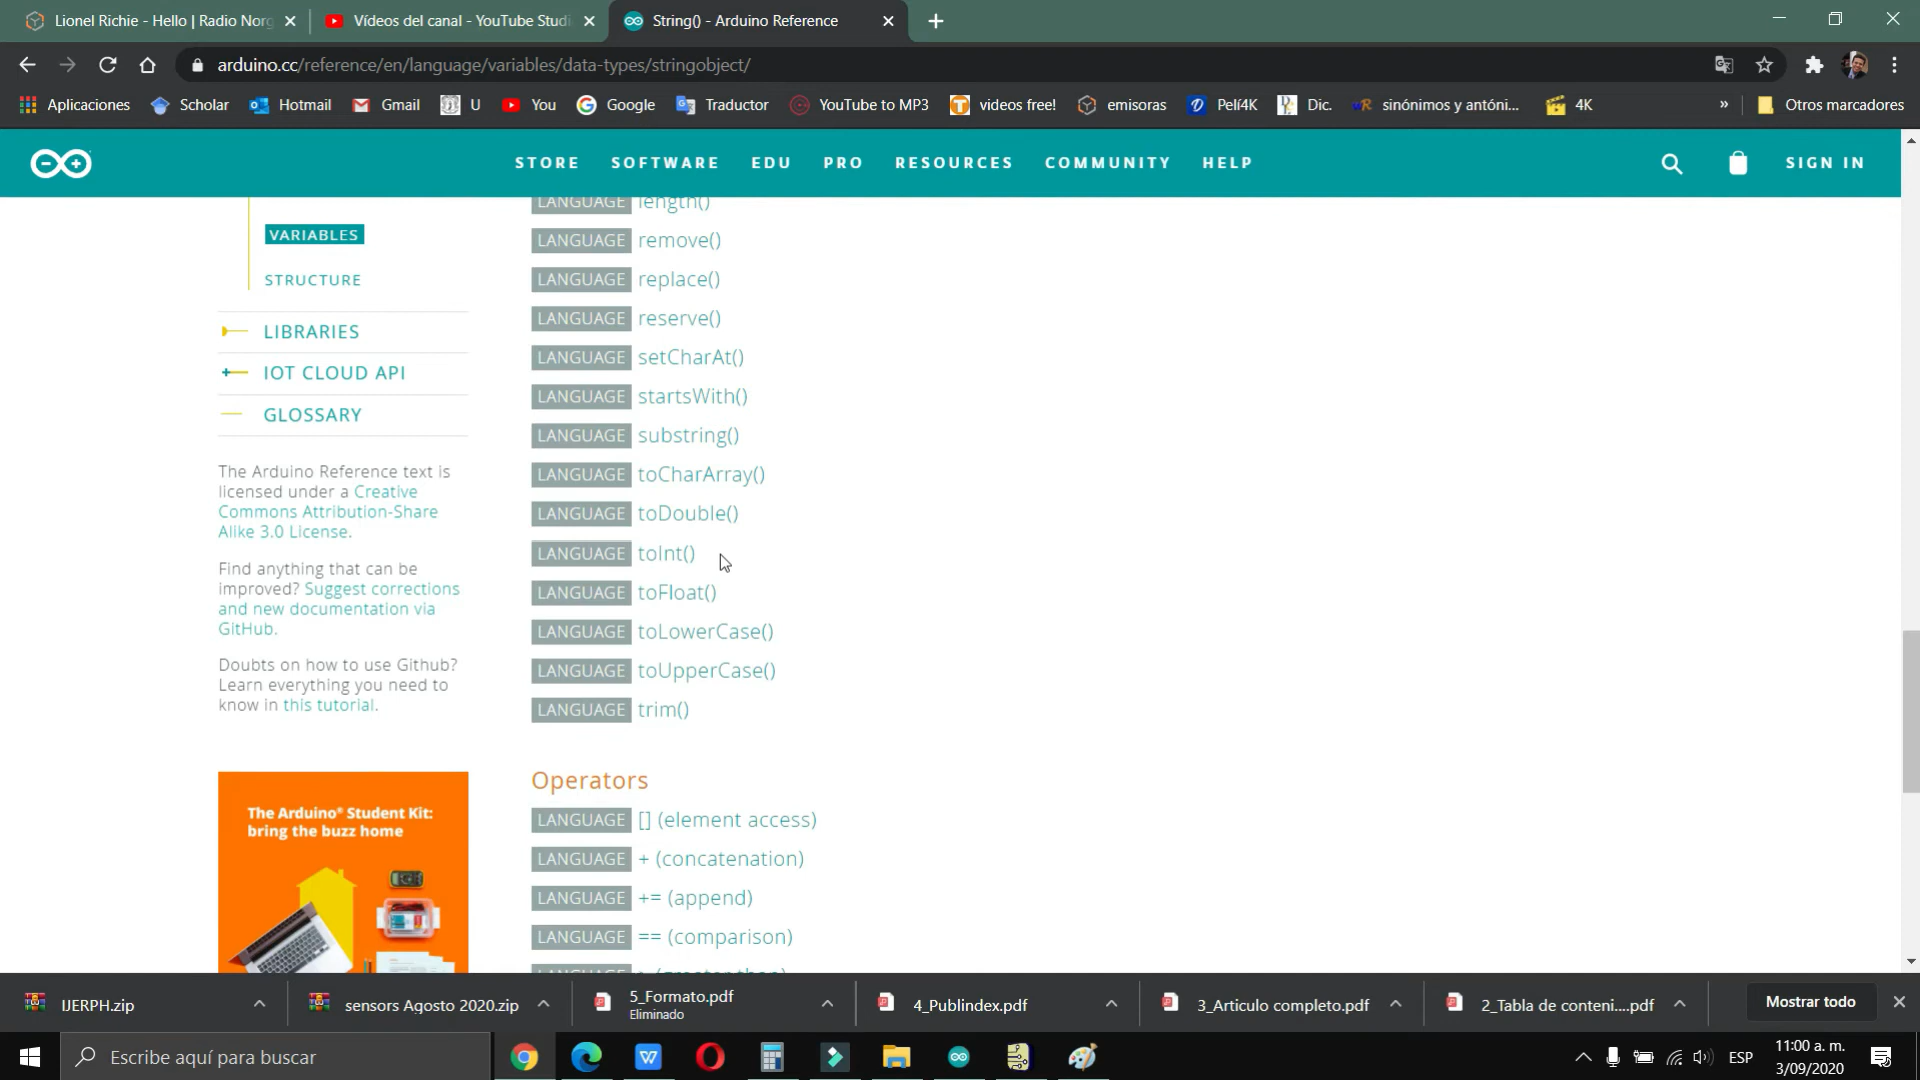 Lionel Richie - Hello | Radio Norg
Vídeos del canal - YouTube Studi
String() - Arduino Reference
arduino.cc/reference/en/language/variables/data-types/stringobject/
Aplicaciones
Scholar
Hotmail
Gmail
U
You
Google
Traductor
YouTube to MP3
videos free!
emisoras
Pelí4K
Dic.
sinónimos y antóni...
4K
»
Otros marcadores
STORE
SOFTWARE
EDU
PRO
RESOURCES
COMMUNITY
HELP
SIGN IN
VARIABLES
STRUCTURE
LIBRARIES
IOT CLOUD API
GLOSSARY
The Arduino Reference text is
licensed under a Creative
Commons Attribution-Share
Alike 3.0 License.
Find anything that can be
improved? Suggest corrections
and new documentation via
GitHub.
Doubts on how to use Github?
Learn everything you need to
know in this tutorial.
The Arduino® Student Kit:
bring the buzz home
LANGUAGE length()
LANGUAGE remove()
LANGUAGE replace()
LANGUAGE reserve()
LANGUAGE setCharAt()
LANGUAGE startsWith()
LANGUAGE substring()
LANGUAGE toCharArray()
LANGUAGE toDouble()
LANGUAGE toInt()
LANGUAGE toFloat()
LANGUAGE toLowerCase()
LANGUAGE toUpperCase()
LANGUAGE trim()
Operators
LANGUAGE [] (element access)
LANGUAGE + (concatenation)
LANGUAGE += (append)
LANGUAGE == (comparison)
LANGUAGE > (greater than)
IJERPH.zip
sensors Agosto 2020.zip
5_Formato.pdf
Eliminado
4_Publindex.pdf
3_Articulo completo.pdf
2_Tabla de conteni....pdf
Mostrar todo
Escribe aquí para buscar
ESP
11:00 a. m.
3/09/2020